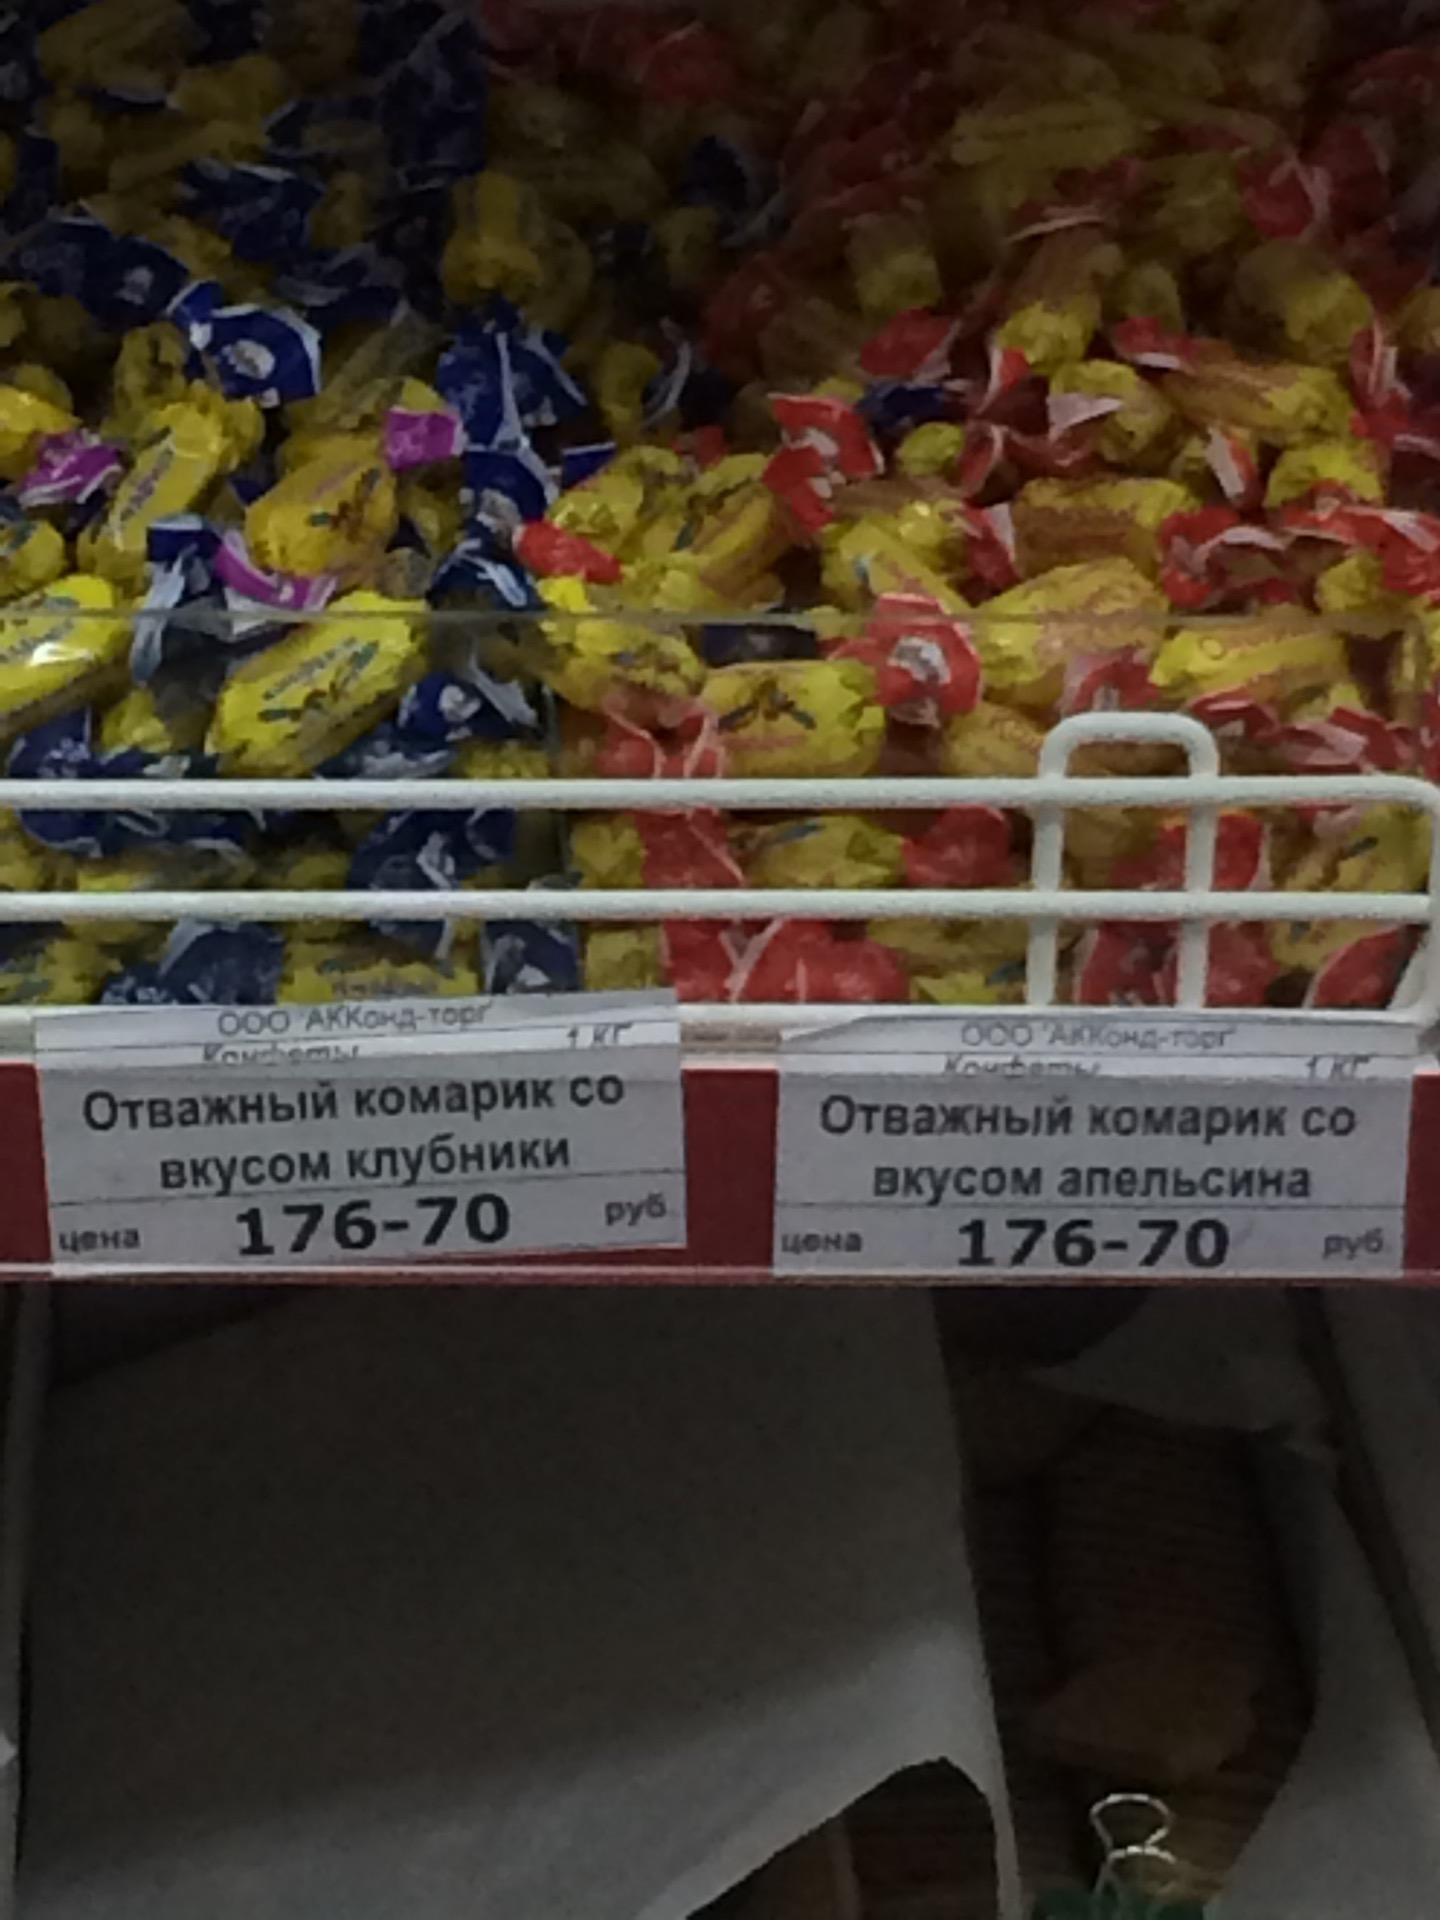 ООО "АККонд-торг"
Конфеты 1 КГ
Отважный комарик со
вкусом клубники
цена 176-70 руб
ООО "АККонд-торг"
Конфеты 1 КГ
Отважный комарик со
вкусом апельсина
цена 176-70 руб